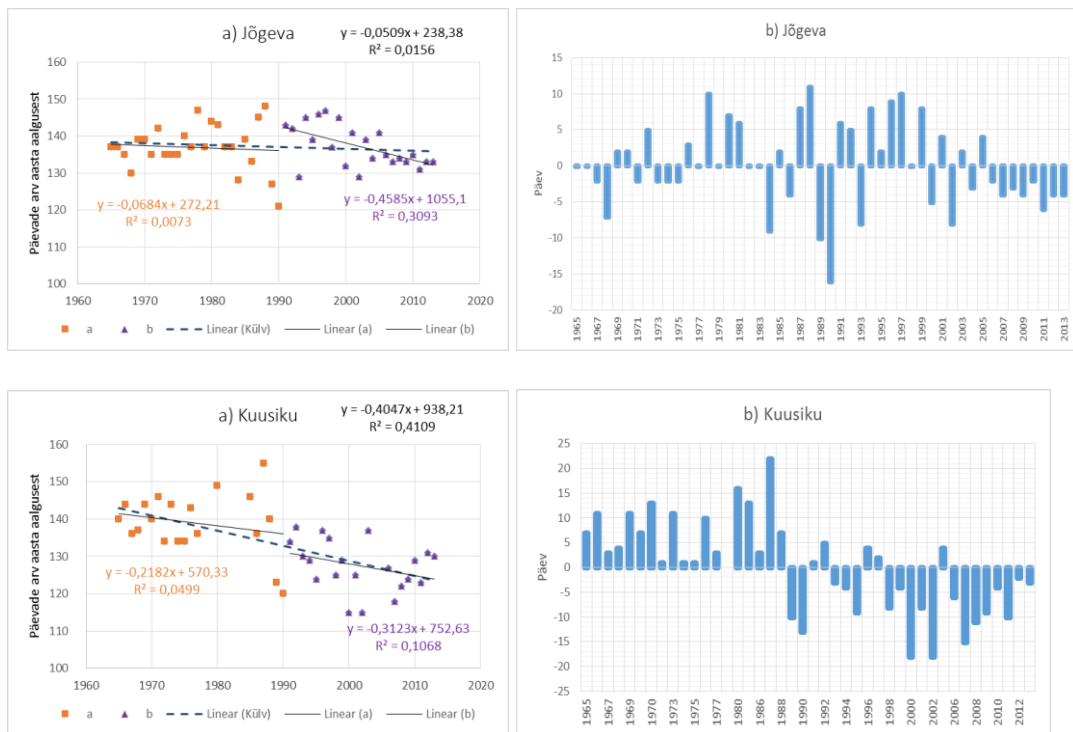 a) Jõgeva
y = -0,0509x + 238,38
R² = 0,0156
Päevade arv aasta aalgusest
160
150
140
130
120
110
100
y = -0,0684x + 272,21
R² = 0,0073
y = -0,4585x + 1055,1
R² = 0,3093
1960 1970 1980 1990 2000 2010 2020
a b Linear (Külv) Linear (a) Linear (b)
b) Jõgeva
Päev
15
10
5
0
-5
-10
-15
-20
1965 1967 1969 1971 1973 1975 1977 1979 1981 1983 1985 1987 1989 1991 1993 1995 1997 1999 2001 2003 2005 2007 2009 2011 2013
a) Kuusiku
y = -0,4047x + 938,21
R² = 0,4109
Päevade arv aasta aalgusest
160
150
140
130
120
110
100
y = -0,2182x + 570,33
R² = 0,0499
y = -0,3123x + 752,63
R² = 0,1068
1960 1970 1980 1990 2000 2010 2020
a b Linear (Külv) Linear (a) Linear (b)
b) Kuusiku
Päev
25
20
15
10
5
0
-5
-10
-15
-20
-25
1965 1967 1969 1970 1973 1975 1977 1980 1986 1988 1990 1992 1994 1996 1998 2000 2002 2006 2008 2010 2012